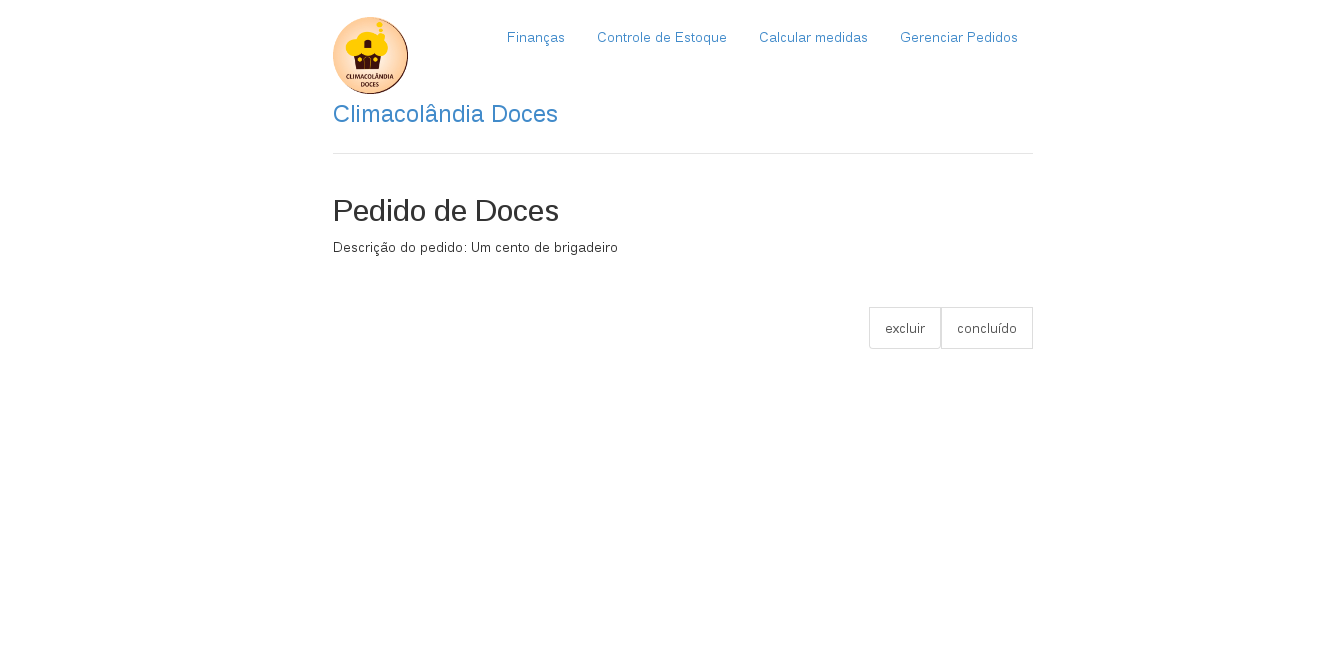 CLIMACOLÂNDIA
DOCES
Finanças
Controle de Estoque
Calcular medidas
Gerenciar Pedidos
Climacolândia Doces
Pedido de Doces
Descrição do pedido: Um cento de brigadeiro
excluir
concluído